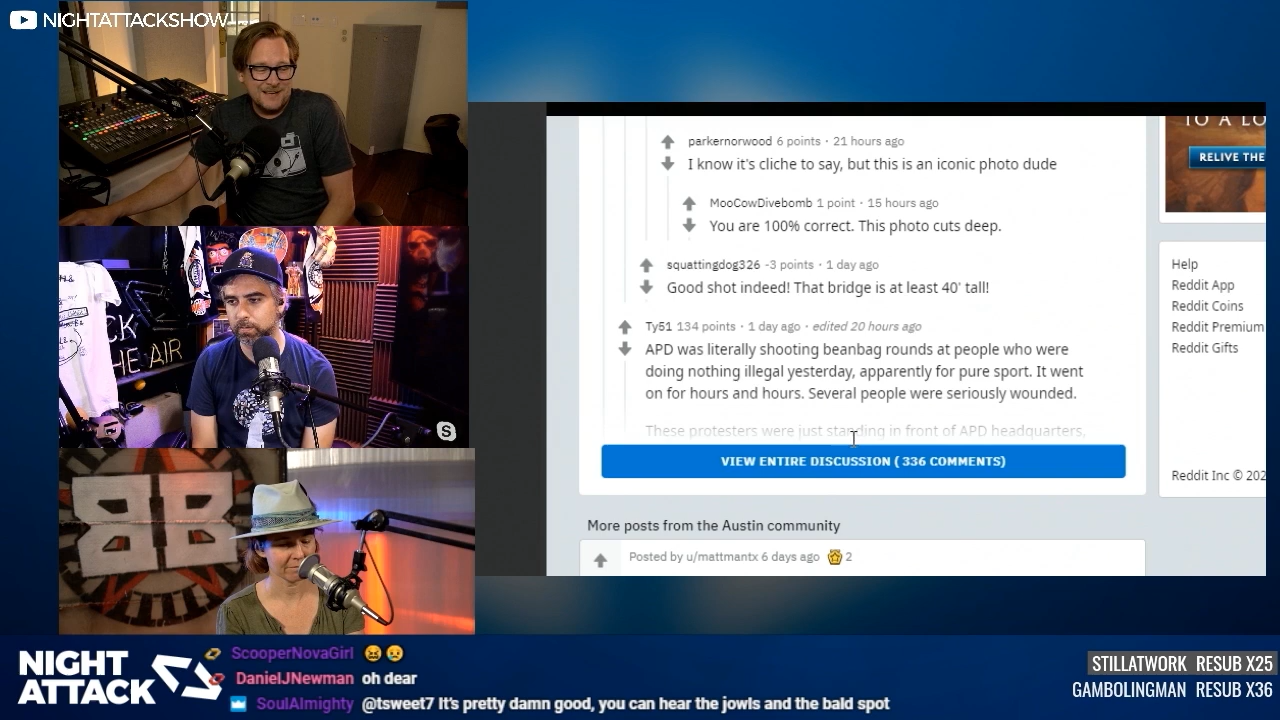 NIGHTATTACKSHOW
TO A LO
RELIVE THE
parkernorwood 6 points · 21 hours ago
I know it's cliche to say, but this is an iconic photo dude
MooCowDivebomb 1 point · 15 hours ago
You are 100% correct. This photo cuts deep.
squattingdog326 -3 points · 1 day ago
Good shot indeed! That bridge is at least 40' tall!
Ty51 134 points · 1 day ago · edited 20 hours ago
APD was literally shooting beanbag rounds at people who were
doing nothing illegal yesterday, apparently for pure sport. It went
on for hours and hours. Several people were seriously wounded.
These protesters were just standing in front of APD headquarters,
VIEW ENTIRE DISCUSSION ( 336 COMMENTS)
More posts from the Austin community
Posted by u/mattmantx 6 days ago 2
Help
Reddit App
Reddit Coins
Reddit Premium
Reddit Gifts
Reddit Inc © 202
CK
HE AIR
BB
NIGHT
ATTACK
ScooperNovaGirl
DanielJNewman oh dear
SoulAlmighty @tsweet7 It's pretty damn good, you can hear the jowls and the bald spot
STILLATWORK RESUB X25
GAMBOLINGMAN RESUB X36